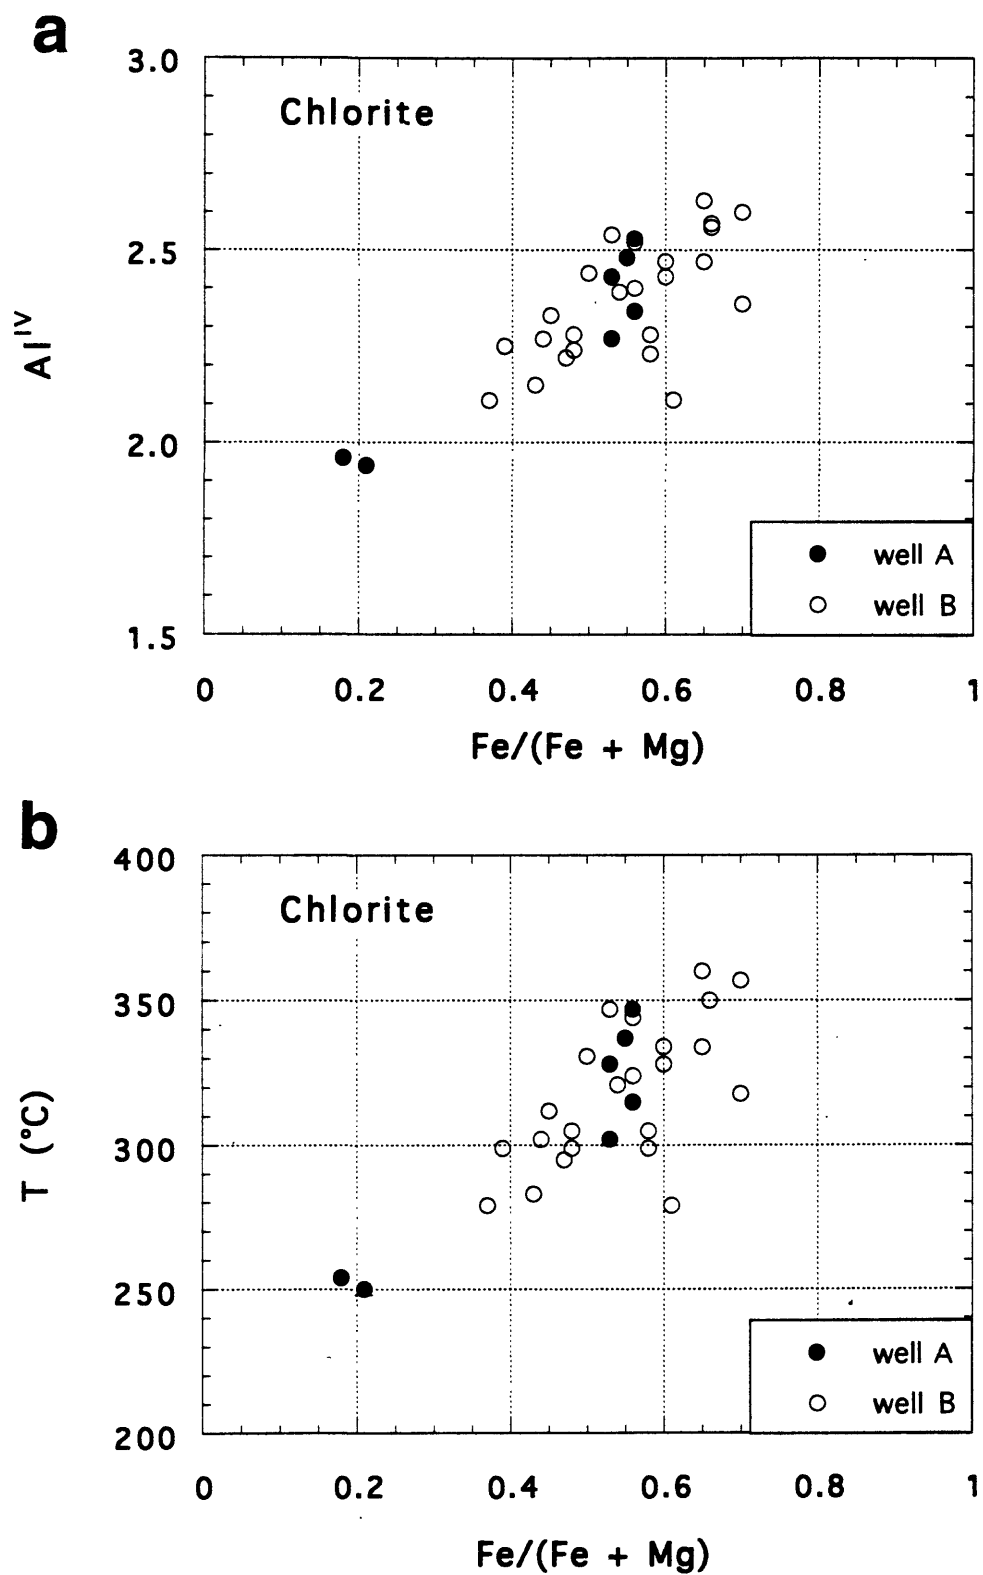 a
3.0
Chlorite
2.5
Al^IV
2.0
well A
well B
1.5
0 0.2 0.4 0.6 0.8 1
Fe/(Fe + Mg)
b
400
Chlorite
350
T (°C)
300
250
well A
well B
200
0 0.2 0.4 0.6 0.8 1
Fe/(Fe + Mg)